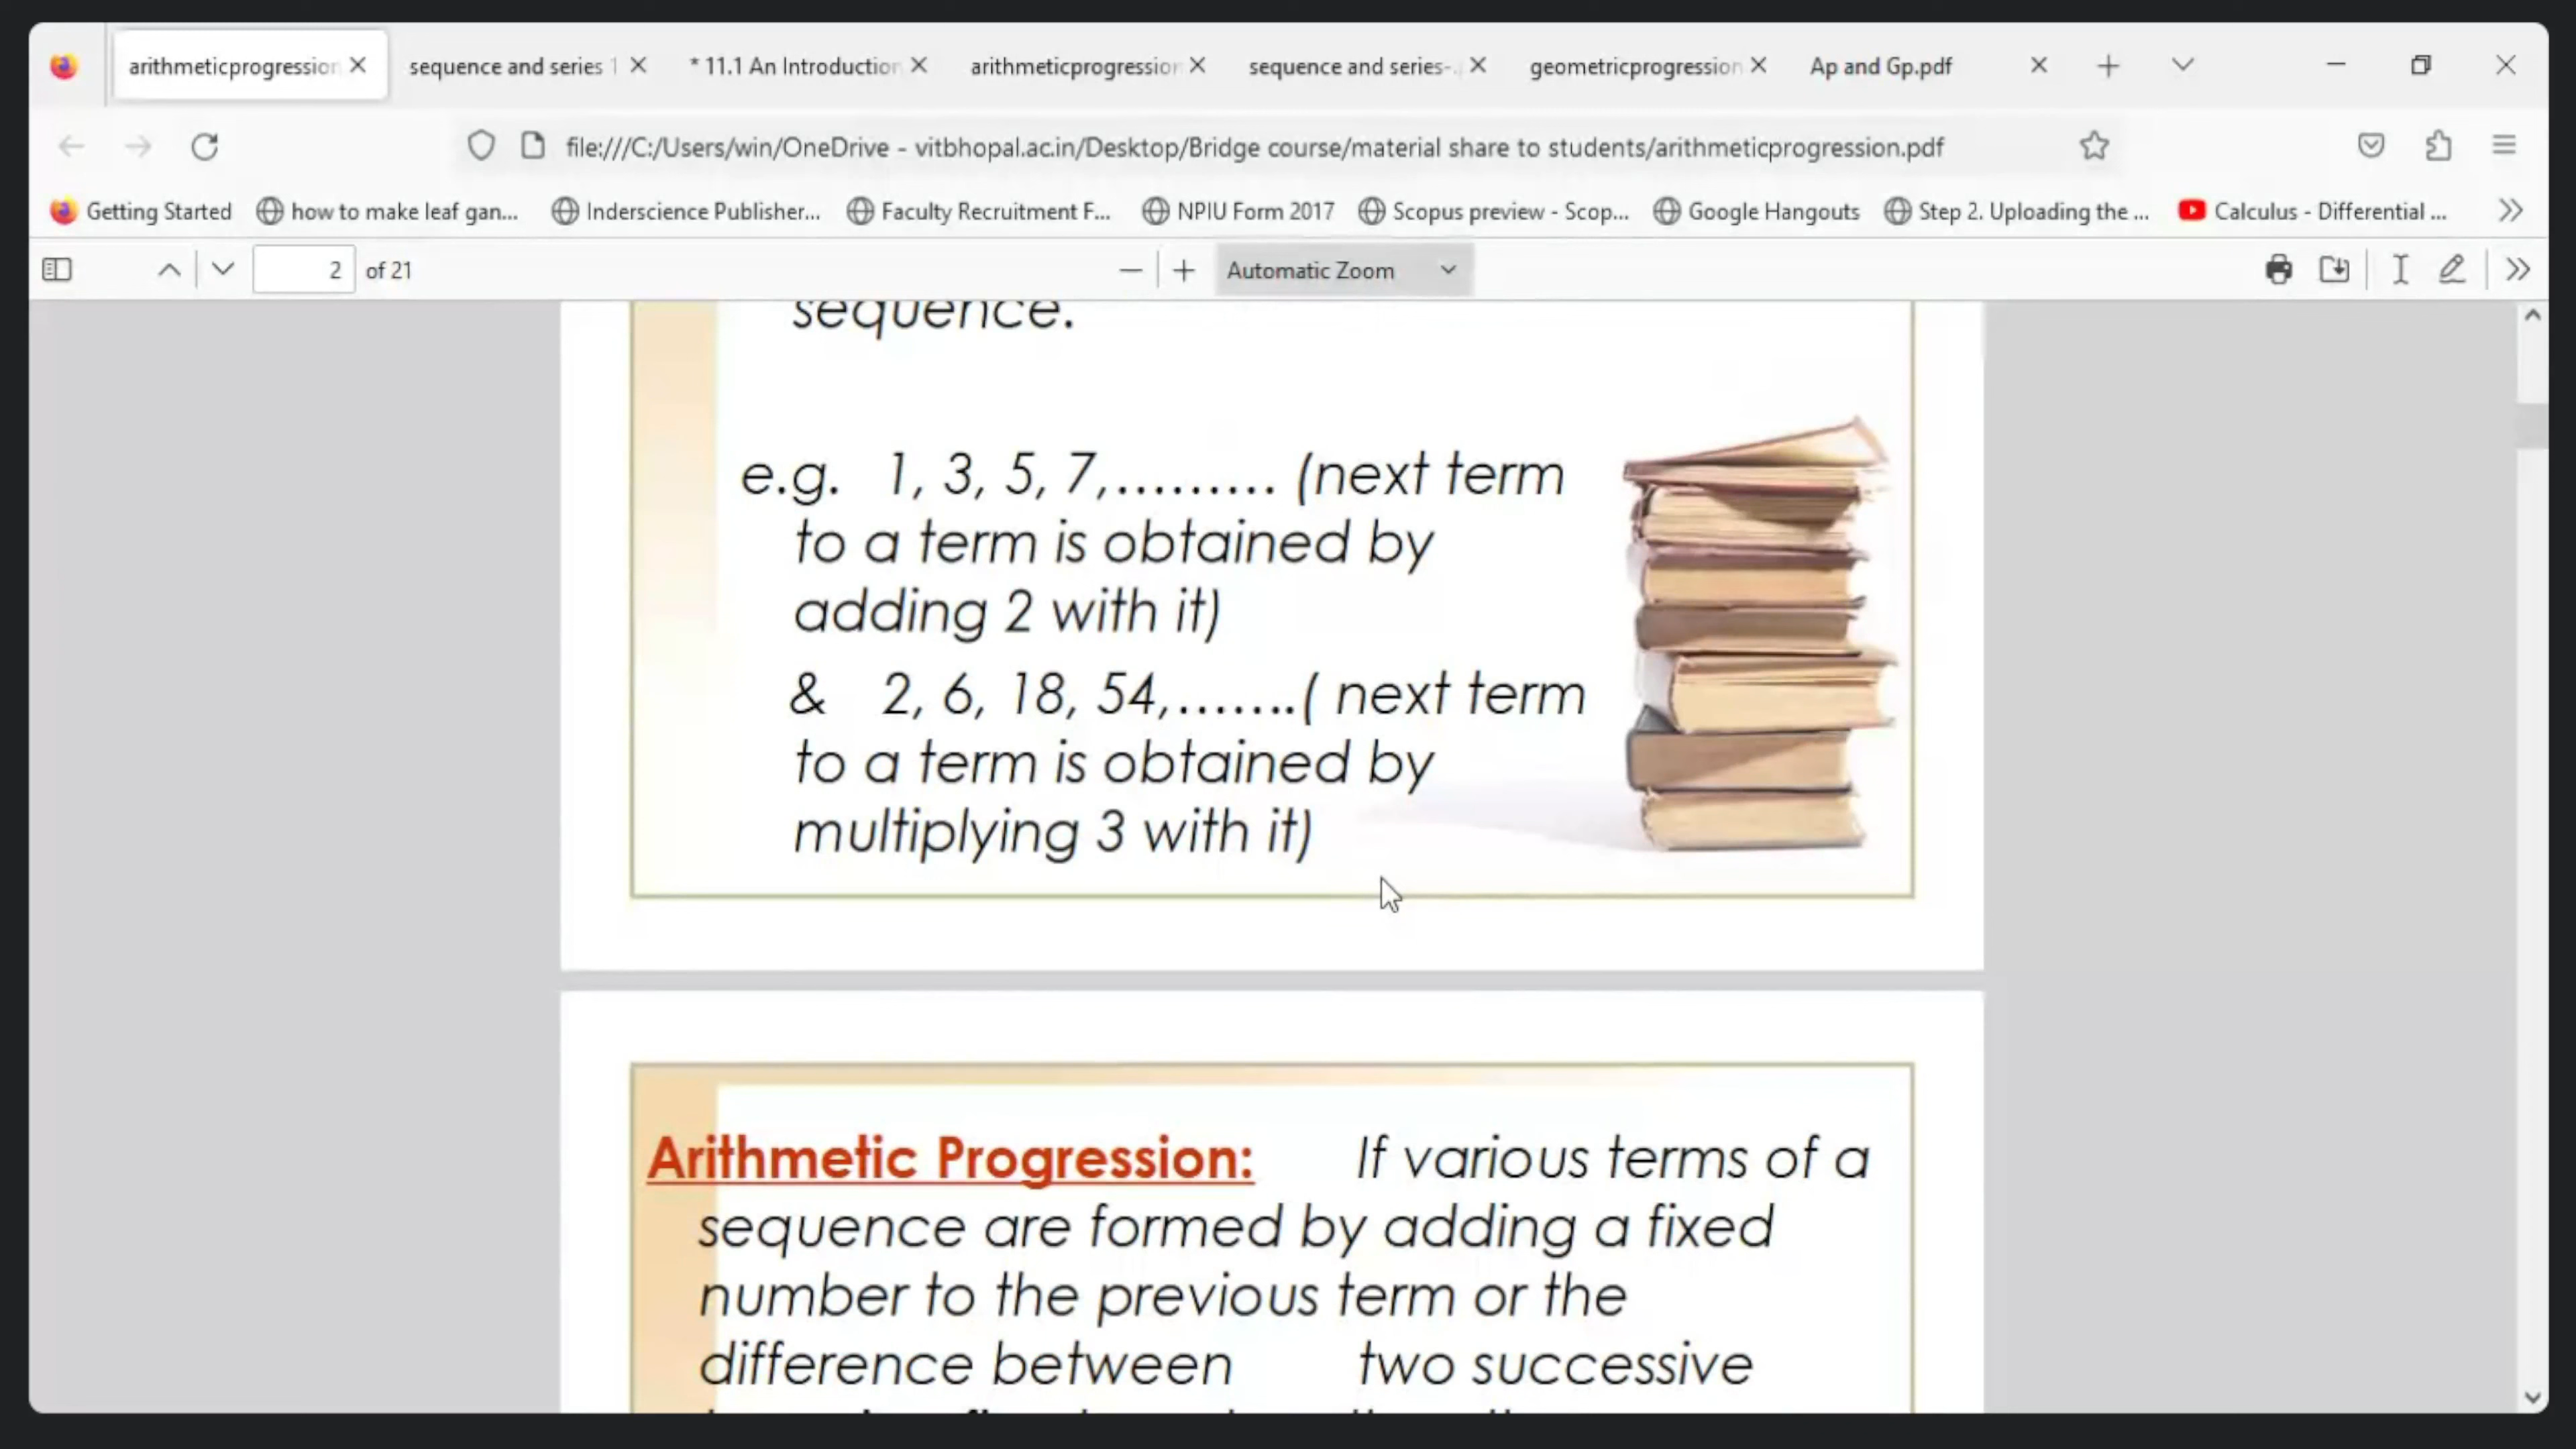 arithmeticprogression
sequence and series 1
* 11.1 An Introduction
arithmeticprogression
sequence and series-.
geometricprogression
Ap and Gp.pdf
file:///C:/Users/win/OneDrive - vitbhopal.ac.in/Desktop/Bridge course/material share to students/arithmeticprogression.pdf
Getting Started
how to make leaf gan...
Inderscience Publisher...
Faculty Recruitment F...
NPIU Form 2017
Scopus preview - Scop...
Google Hangouts
Step 2. Uploading the ...
Calculus - Differential ...
2 of 21
Automatic Zoom
sequence.
e.g. 1, 3, 5, 7,......... (next term
to a term is obtained by
adding 2 with it)
& 2, 6, 18, 54,.......( next term
to a term is obtained by
multiplying 3 with it)
Arithmetic Progression: If various terms of a
sequence are formed by adding a fixed
number to the previous term or the
difference between two successive